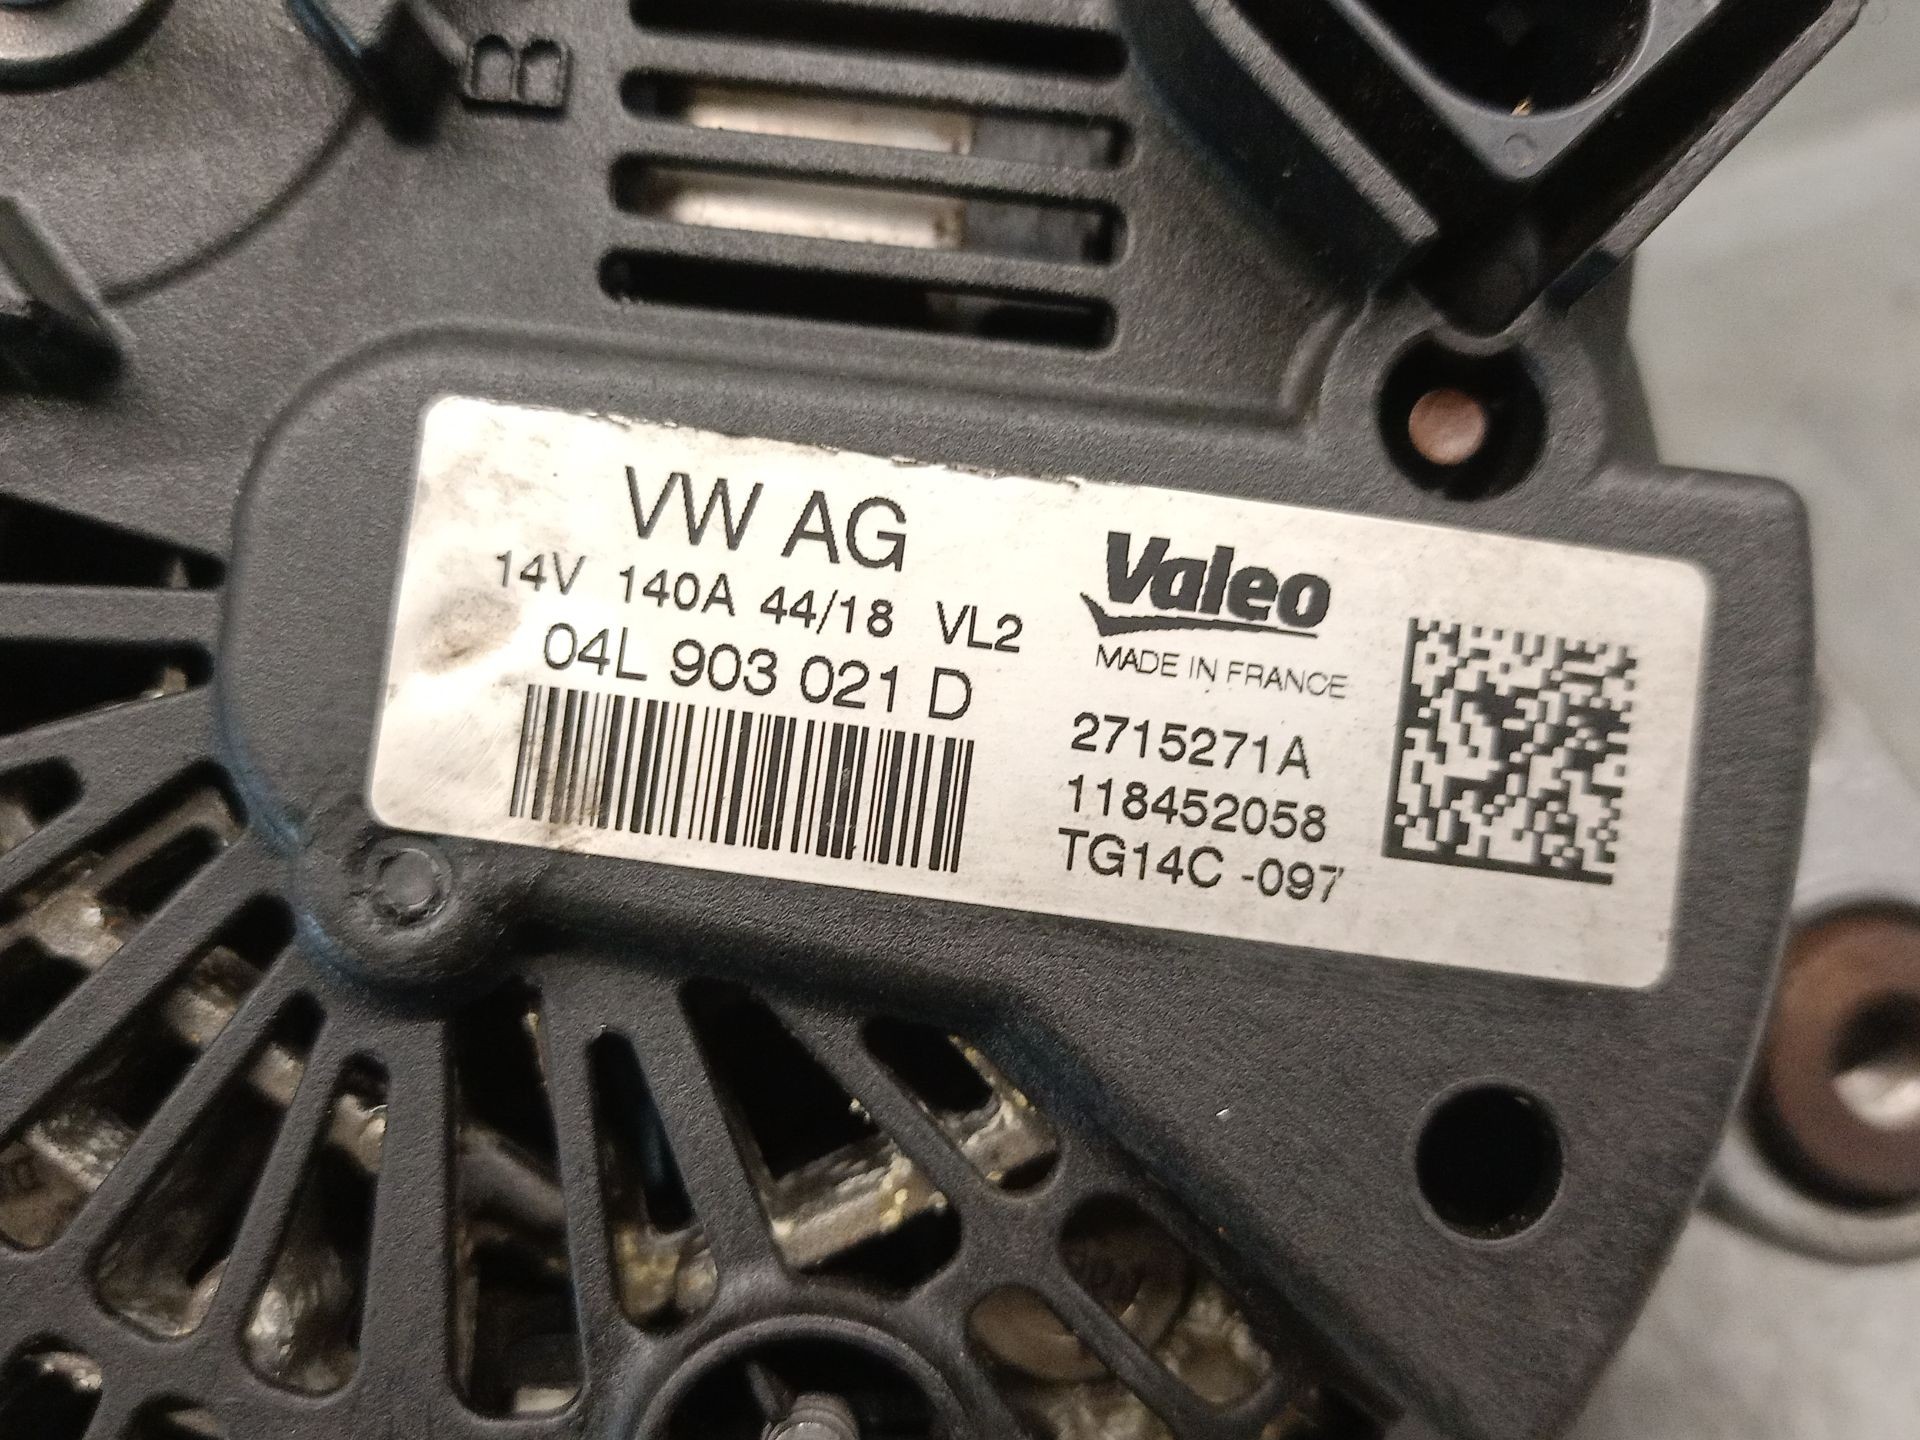 B
VW AG
14V 140A 44/18 VL2
04L 903 021 D
Valeo
MADE IN FRANCE
2715271A
118452058
TG14C -097